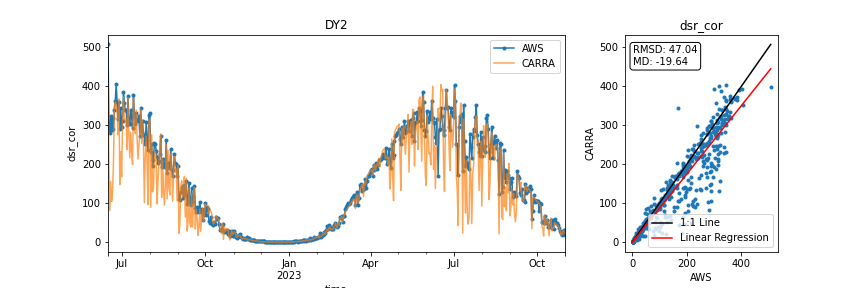 DY2
dsr_cor
500
400
300
200
100
0
dsr_cor
AWS
CARRA
Jul
Oct
Jan
2023
Apr
Jul
Oct
time
dsr_cor
500
400
300
200
100
0
CARRA
RMSD: 47.04
MD: -19.64
1:1 Line
Linear Regression
0
200
400
AWS